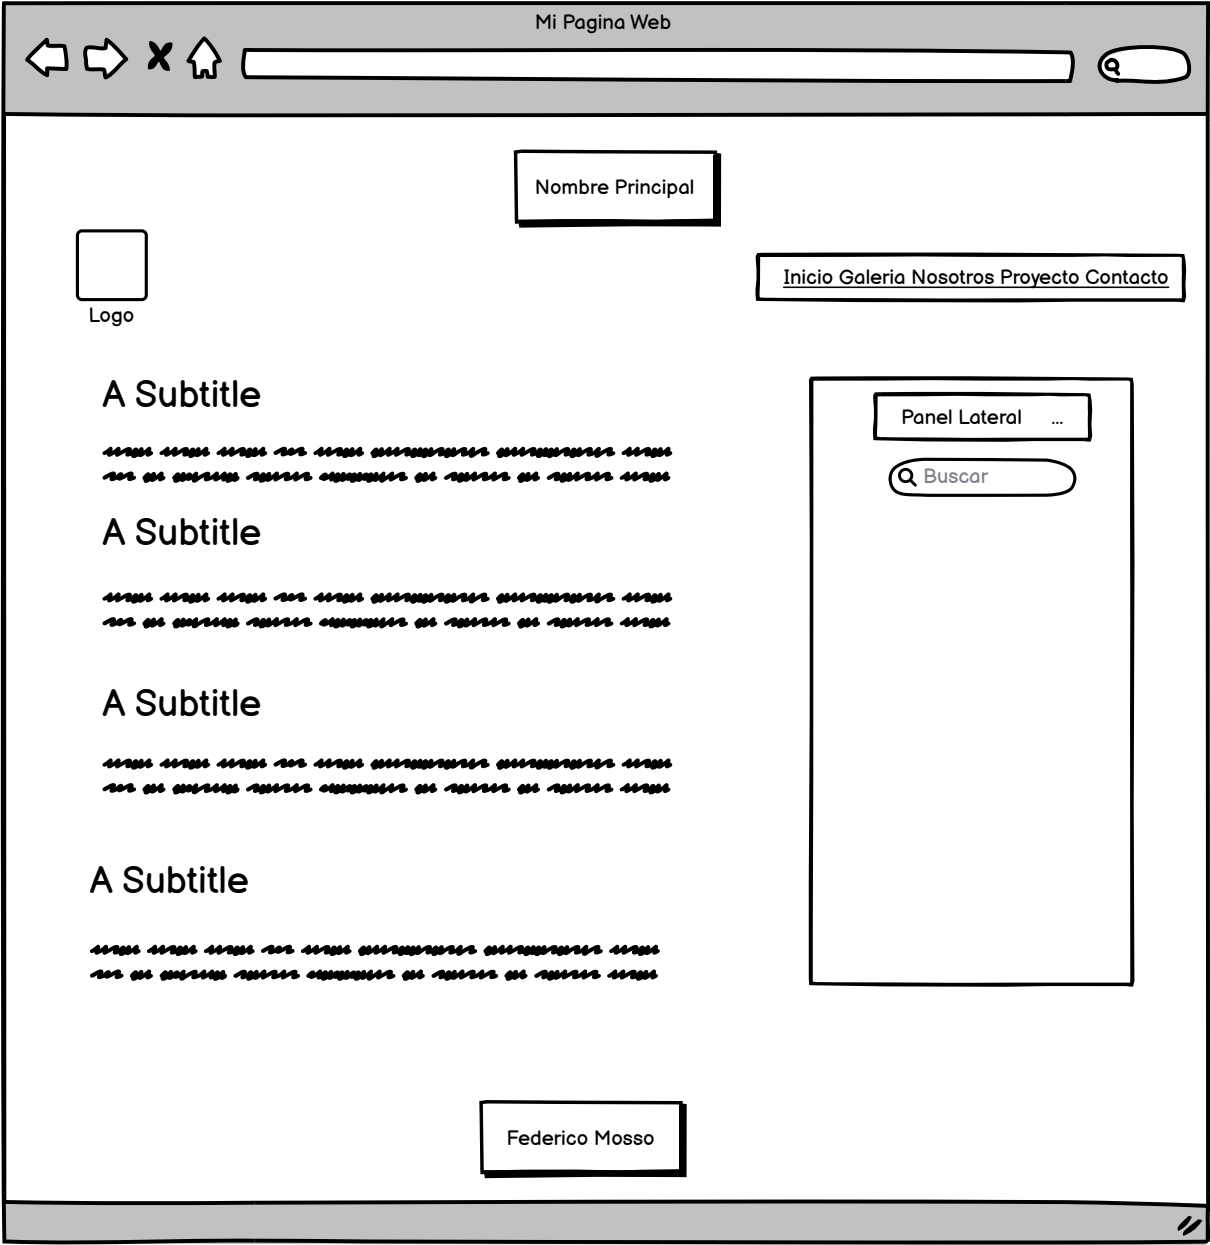 Mi Pagina Web
Nombre Principal
Logo
Inicio Galeria Nosotros Proyecto Contacto
A Subtitle
A Subtitle
A Subtitle
A Subtitle
Panel Lateral ...
Buscar
Federico Mosso